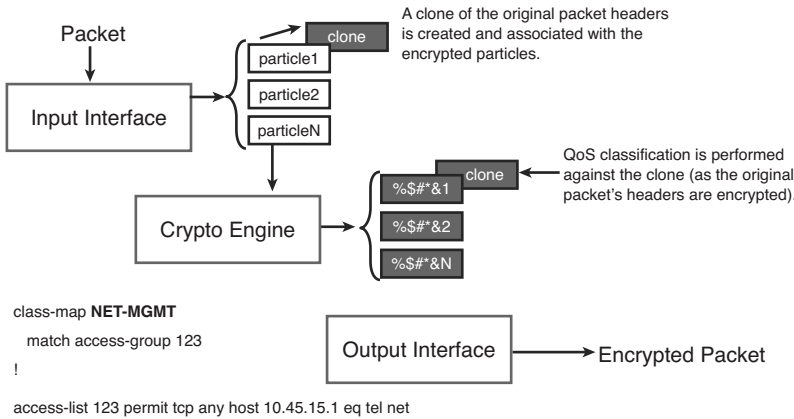 Packet
clone
A clone of the original packet headers
is created and associated with the
encrypted particles.
particle1
Input Interface
particle2
particleN
QoS classification is performed
against the clone (as the original
packet's headers are encrypted).
clone
%$#*&1
Crypto Engine
%$#*&2
%$#*&N
class-map NET-MGMT
match access-group 123
!
Output Interface
Encrypted Packet
access-list 123 permit tcp any host 10.45.15.1 eq tel net